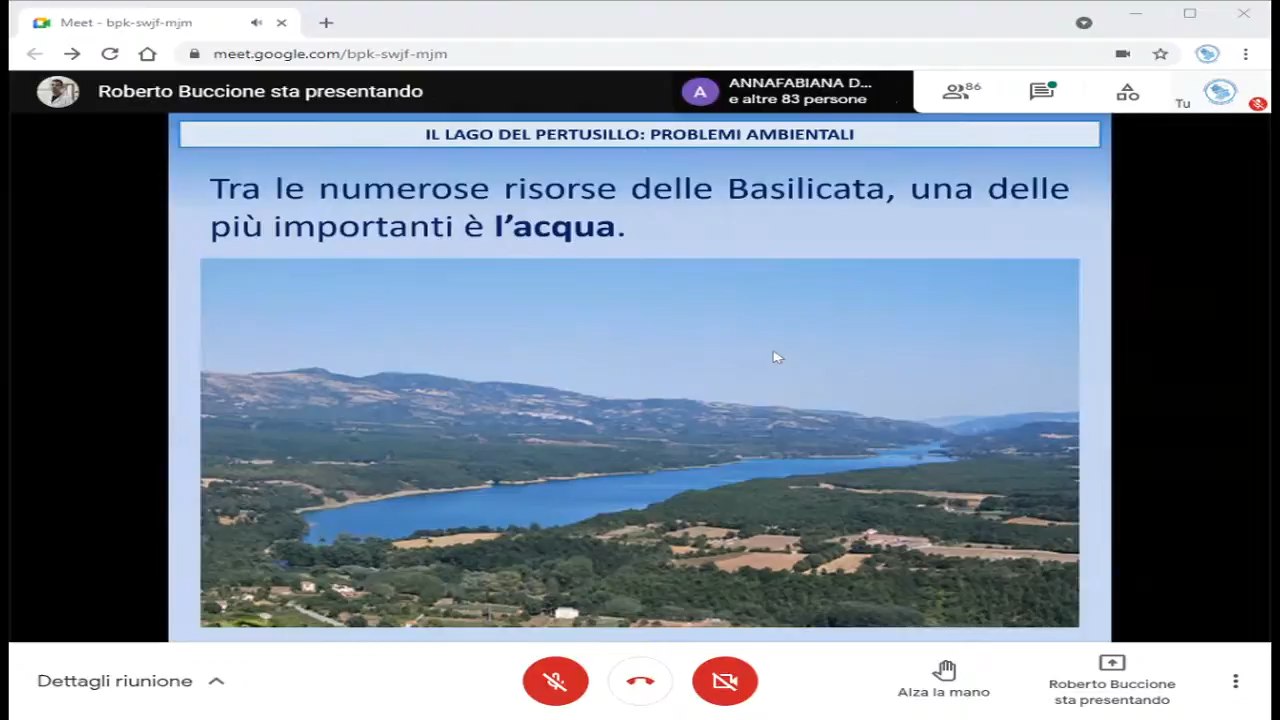 Meet - bpk-swjf-mjm
meet.google.com/bpk-swjf-mjm
Roberto Buccione sta presentando
A
ANNAFABIANA D...
e altre 83 persone
86
Tu
IL LAGO DEL PERTUSILLO: PROBLEMI AMBIENTALI
Tra le numerose risorse delle Basilicata, una delle
più importanti è l’acqua.
Dettagli riunione
Alza la mano
Roberto Buccione
sta presentando